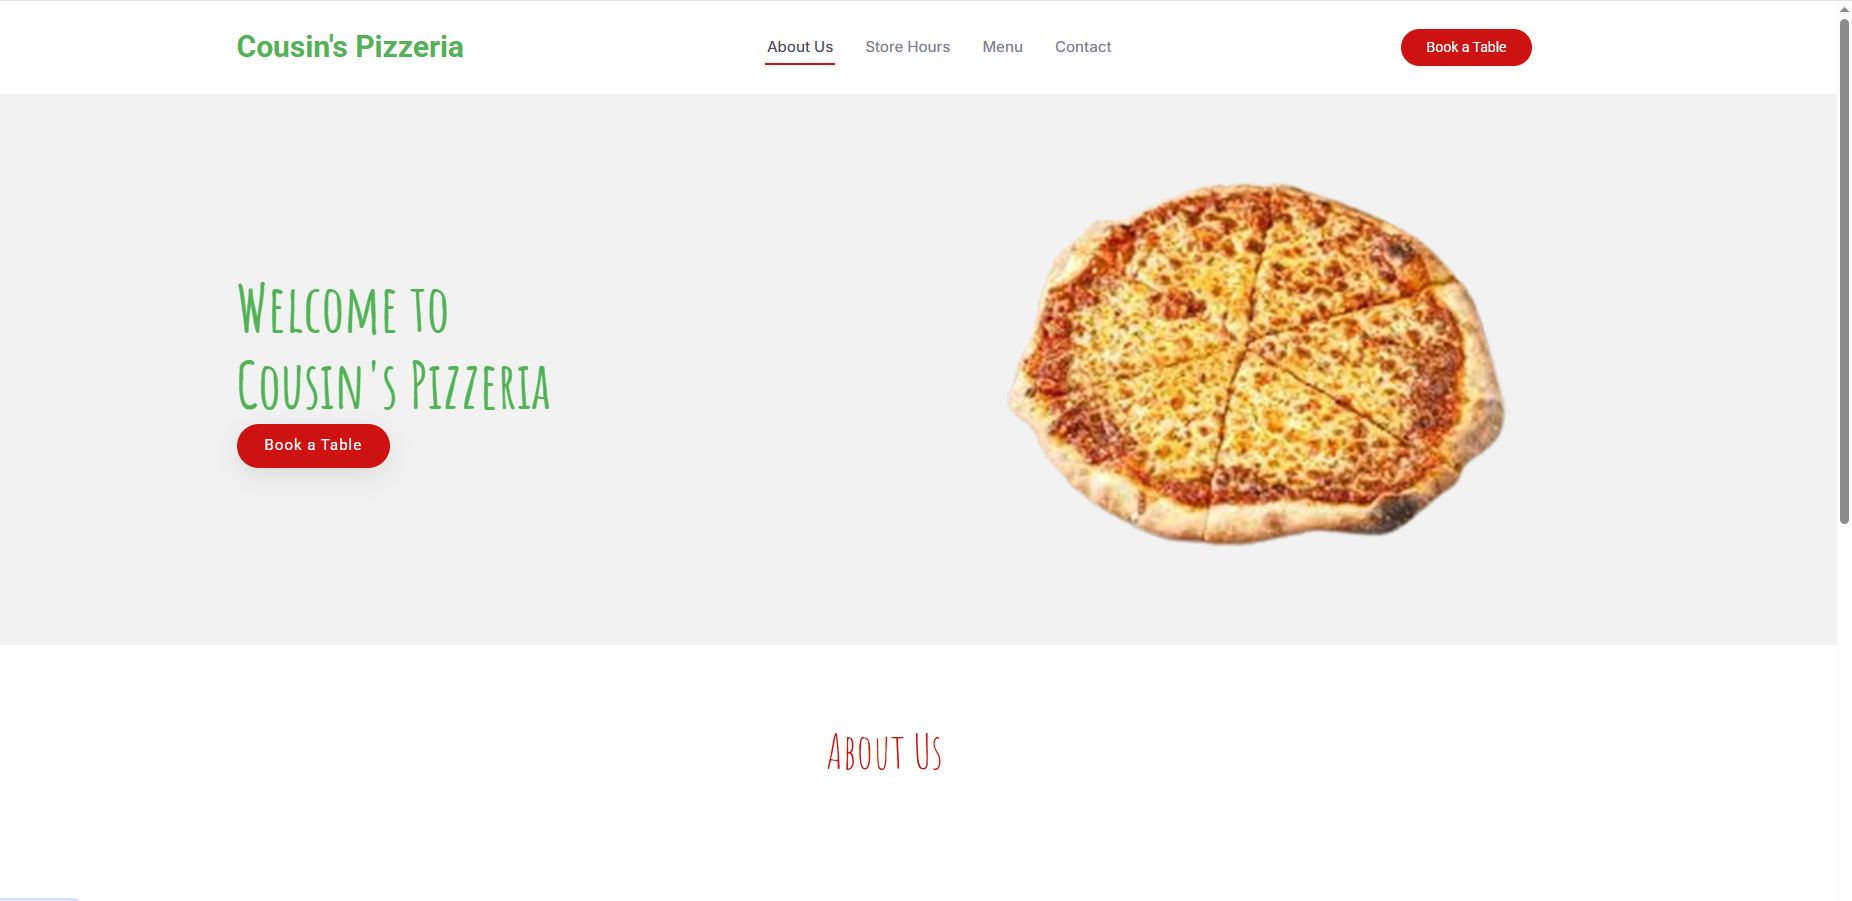 Cousin's Pizzeria
About Us
Store Hours
Menu
Contact
Book a Table
Welcome to
Cousin's Pizzeria
Book a Table
About Us